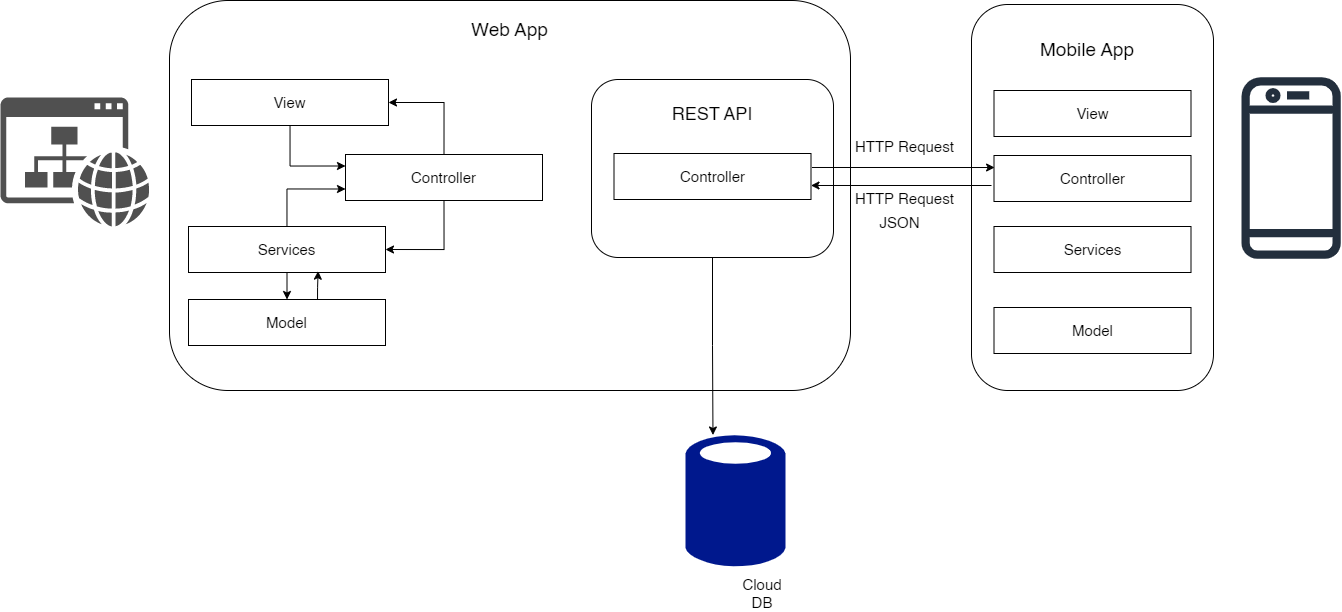 Web App
View
Controller
Services
Model
REST API
Controller
HTTP Request
HTTP Request
JSON
Mobile App
View
Controller
Services
Model
Cloud
DB